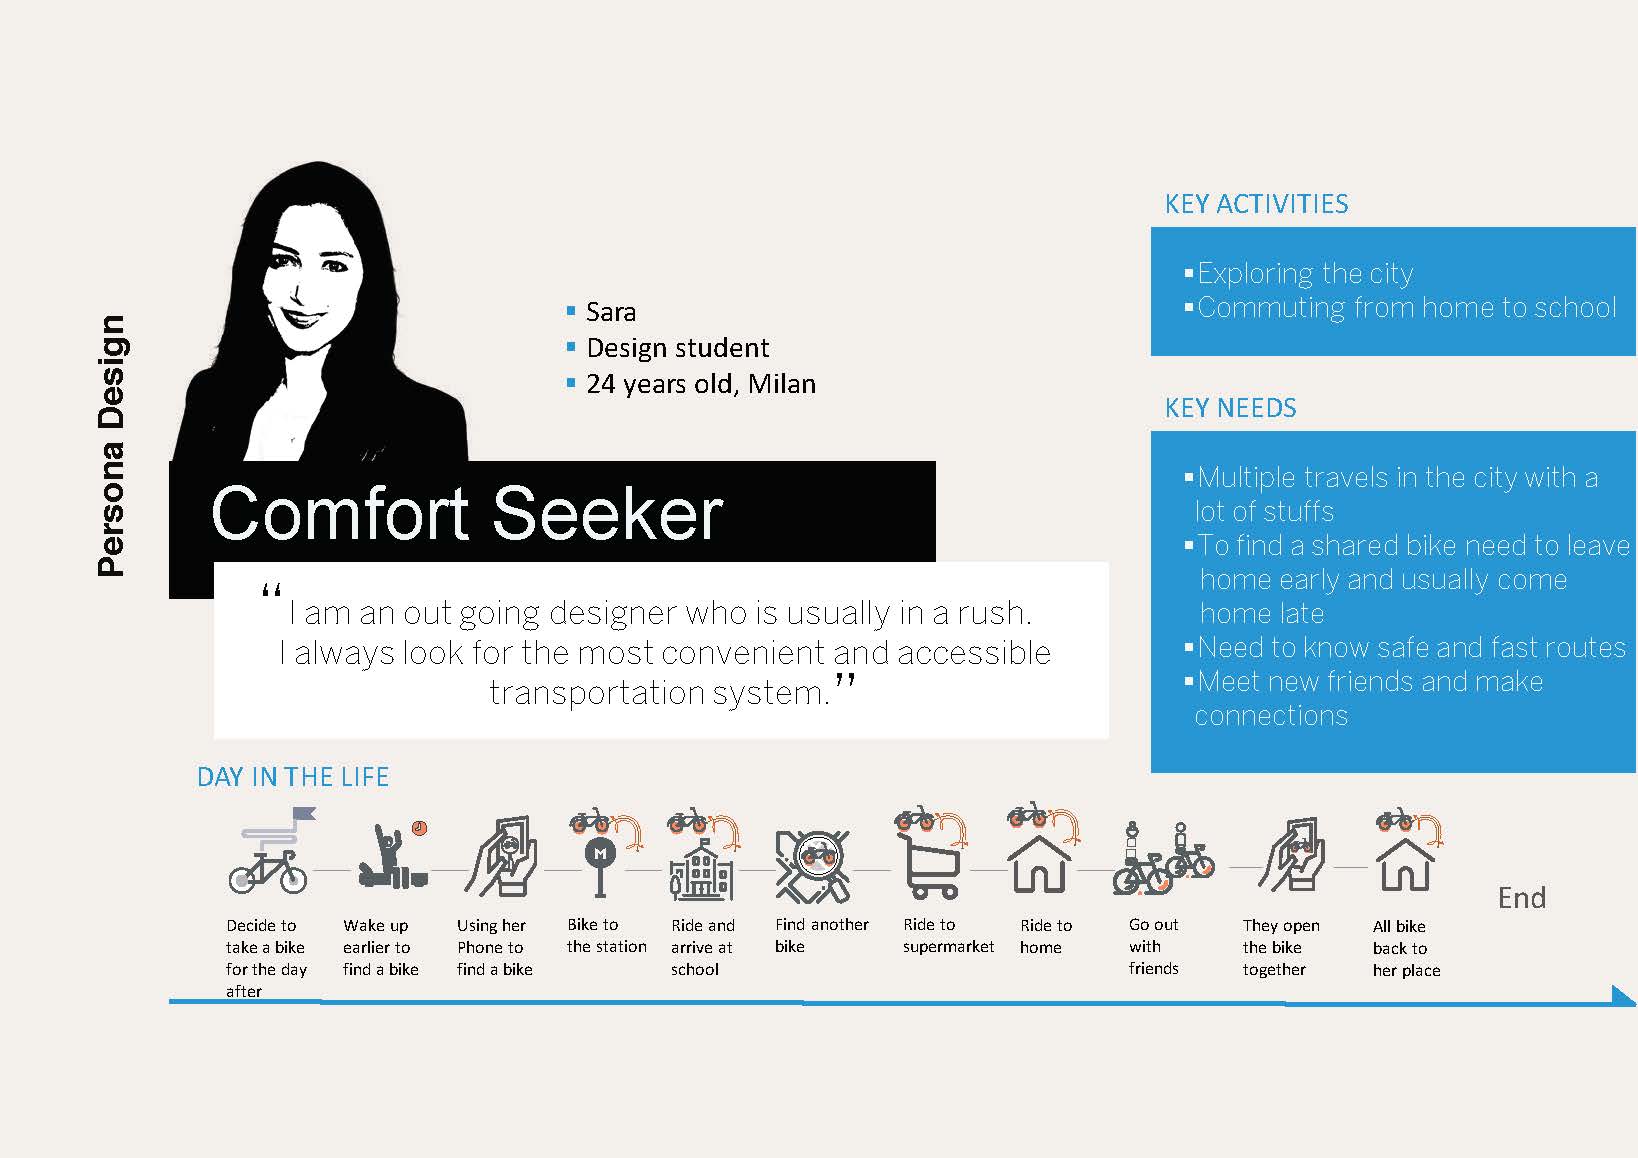 Persona Design
▪ Sara
▪ Design student
▪ 24 years old, Milan
Comfort Seeker
“I am an out going designer who is usually in a rush.
I always look for the most convenient and accessible
transportation system.”
KEY ACTIVITIES
▪Exploring the city
▪Commuting from home to school
KEY NEEDS
▪Multiple travels in the city with a
lot of stuffs
▪To find a shared bike need to leave
home early and usually come
home late
▪Need to know safe and fast routes
▪Meet new friends and make
connections
DAY IN THE LIFE
M
Decide to
take a bike
for the day
after
Wake up
earlier to
find a bike
Using her
Phone to
find a bike
Bike to
the station
Ride and
arrive at
school
Find another
bike
Ride to
supermarket
Ride to
home
Go out
with
friends
They open
the bike
together
All bike
back to
her place
End